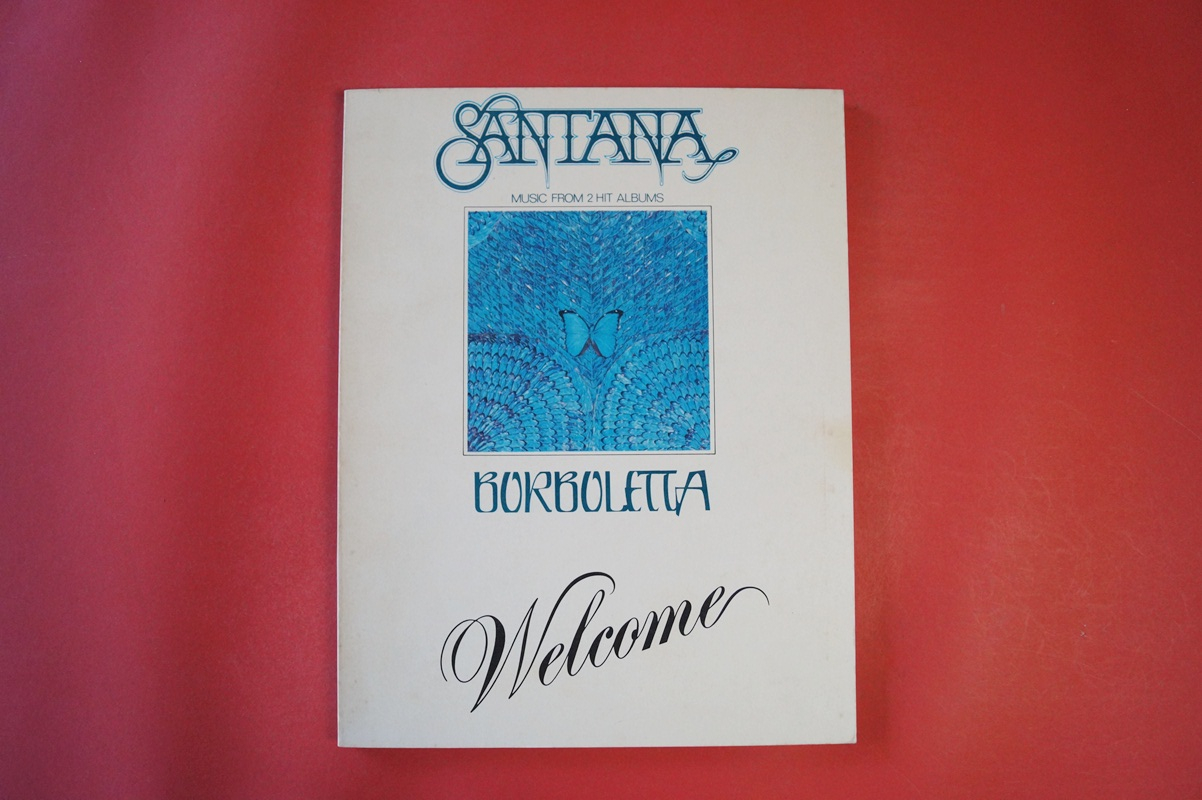 SANTANA
MUSIC FROM 2 HIT ALBUMS
BORBOLETTA
Welcome